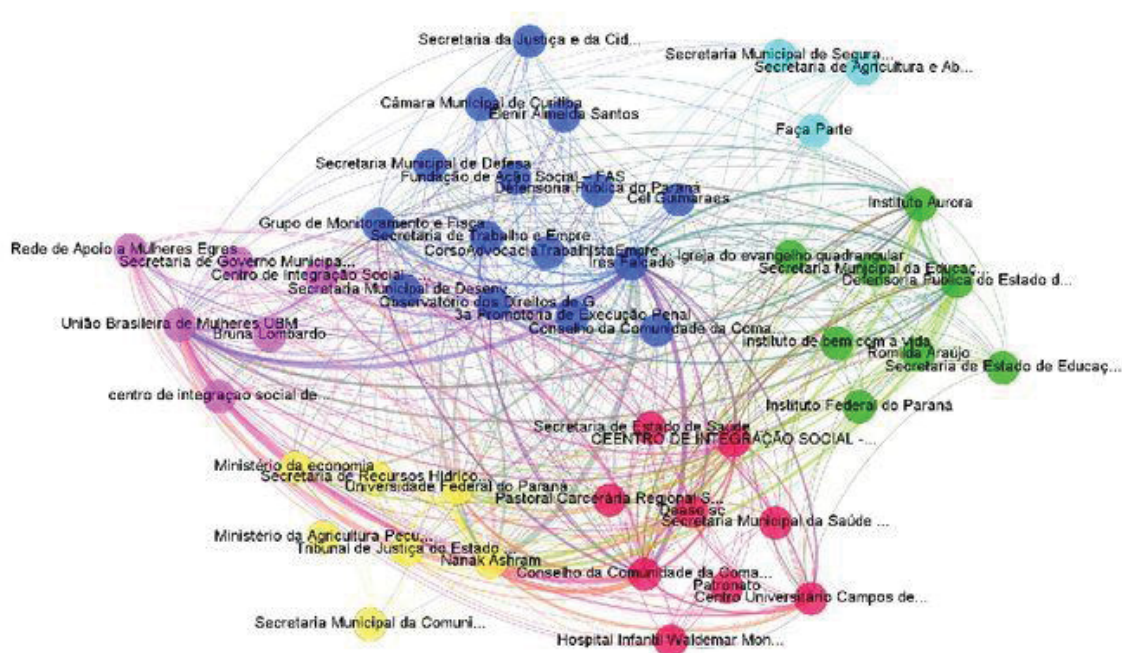 Secretaria da Justiça e da Cid...
Secretaria Municipal de Segura...
Secretaria de Agricultura e Ab...
Câmara Municipal de Curitiba
Elenir Almeida Santos
Faça Parte
Secretaria Municipal de Defesa
Fundação de Ação Social – FAS
Defensoria Pública do Paraná
Cel Guimaraes
Instituto Aurora
Grupo de Monitoramento e Fisca...
Secretaria de Trabalho e Empre...
Rede de Apoio a Mulheres Egres...
CorsoAdvocaciaTrabalhistaEmpre...
Igreja do evangelho quadrangular
Secretaria de Governo Municipa...
Ires Falcade
Secretaria Municipal da Educaç...
Centro de Integração Social ...
Defensoria Pública do Estado d...
Secretaria Municipal de Desenv...
Observatório dos Direitos de G...
3a Promotoria de Execução Penal
União Brasileira de Mulheres UBM
Conselho da Comunidade da Coma...
Bruna Lombardo
Instituto de bem com a vida
Romilda Araújo
Secretaria de Estado de Educaç...
centro de integraçao social de...
Instituto Federal do Paraná
Secretaria de Estado de Saúde
CEENTRO DE INTEGRAÇÃO SOCIAL -...
Ministério da economia
Secretaria de Recursos Hídrico...
Universidade Federal do Paraná
Pastoral Carcerária Regional S...
Dease sc
Secretaria Municipal da Saúde ...
Ministério da Agricultura Pecu...
Tribunal de Justiça do Estado ...
Nanak Ashram
Conselho da Comunidade da Coma...
Patronato
Centro Universitário Campos de...
Secretaria Municipal da Comuni...
Hospital Infantil Waldemar Mon...